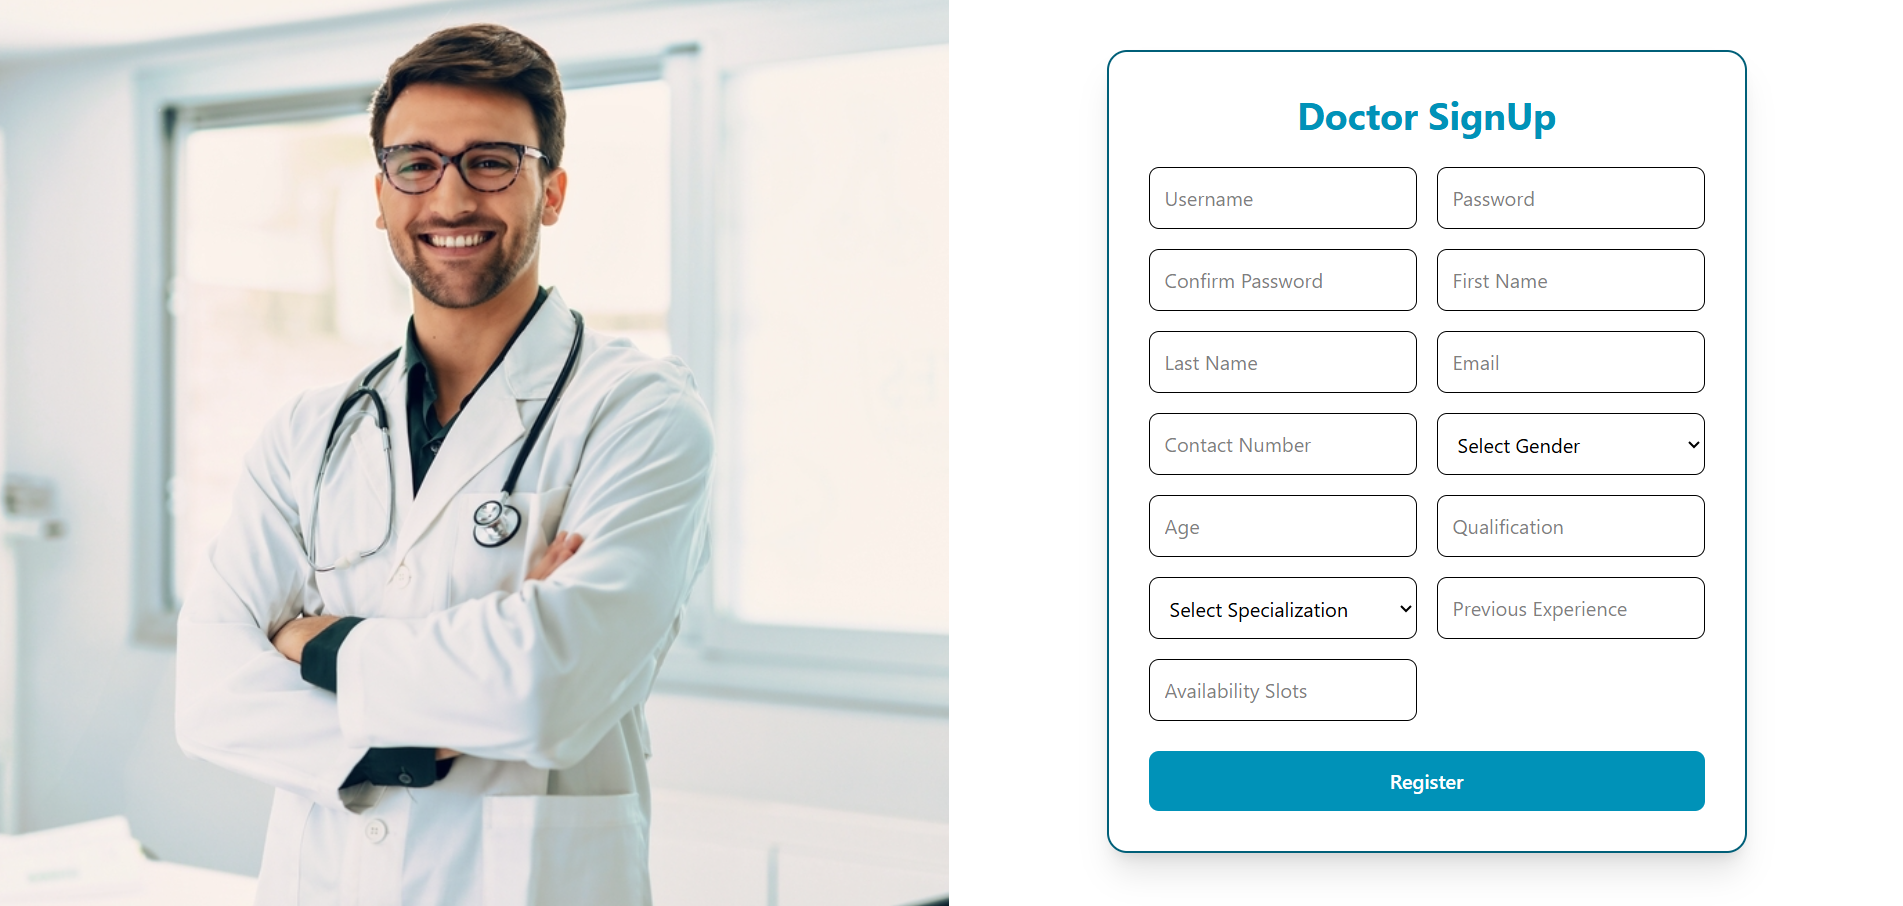 Doctor SignUp
Username
Password
Confirm Password
First Name
Last Name
Email
Contact Number
Select Gender
Age
Qualification
Select Specialization
Previous Experience
Availability Slots
Register